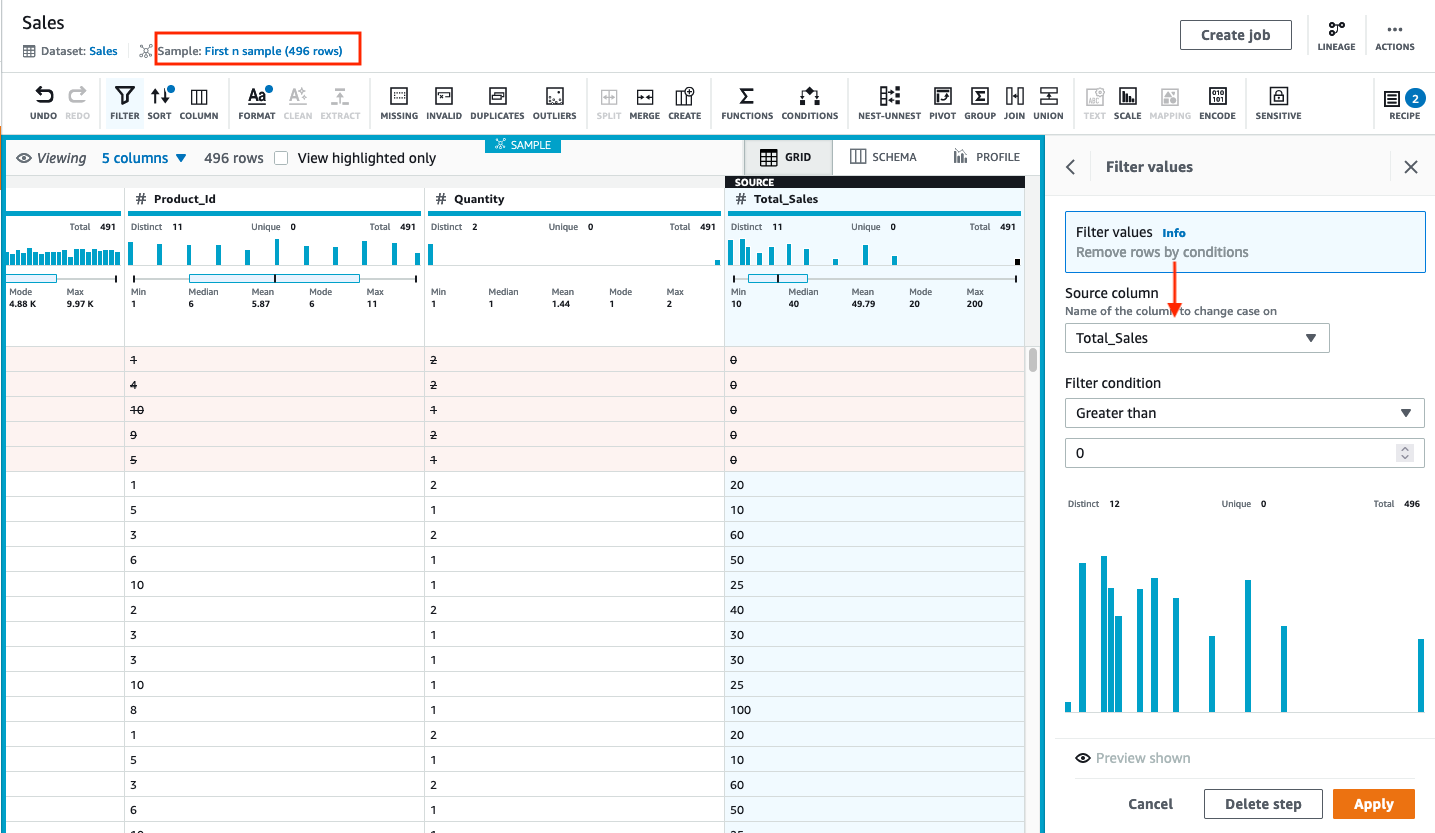 Sales
Dataset: Sales
Sample: First n sample (496 rows)
Create job
LINEAGE
ACTIONS
UNDO REDO FILTER SORT COLUMN FORMAT CLEAN EXTRACT MISSING INVALID DUPLICATES OUTLIERS SPLIT MERGE CREATE FUNCTIONS CONDITIONS NEST-UNNEST PIVOT GROUP JOIN UNION TEXT SCALE MAPPING ENCODE SENSITIVE 2 RECIPE
Viewing 5 columns 496 rows View highlighted only
SAMPLE
GRID SCHEMA PROFILE
SOURCE
# Product_Id # Quantity # Total_Sales
Total 491 Distinct 11 Unique 0 Total 491 Distinct 2 Unique 0 Total 491 Distinct 11 Unique 0 Total 491
Mode Max Min Median Mean Mode Max Min Median Mean Mode Max Min Median Mean Mode Max
4.88 K 9.97 K 1 6 5.87 6 11 1 1 1.44 1 2 10 40 49.79 20 200
1 2 0
4 2 0
10 1 0
9 2 0
5 1 0
1 2 20
5 1 10
3 2 60
6 1 50
10 1 25
2 2 40
3 1 30
3 1 30
10 1 25
8 1 100
1 2 20
5 1 10
3 2 60
6 1 50
Filter values
Filter values Info
Remove rows by conditions
Source column
Name of the column to change case on
Total_Sales
Filter condition
Greater than
0
Distinct 12 Unique 0 Total 496
Preview shown
Cancel Delete step Apply